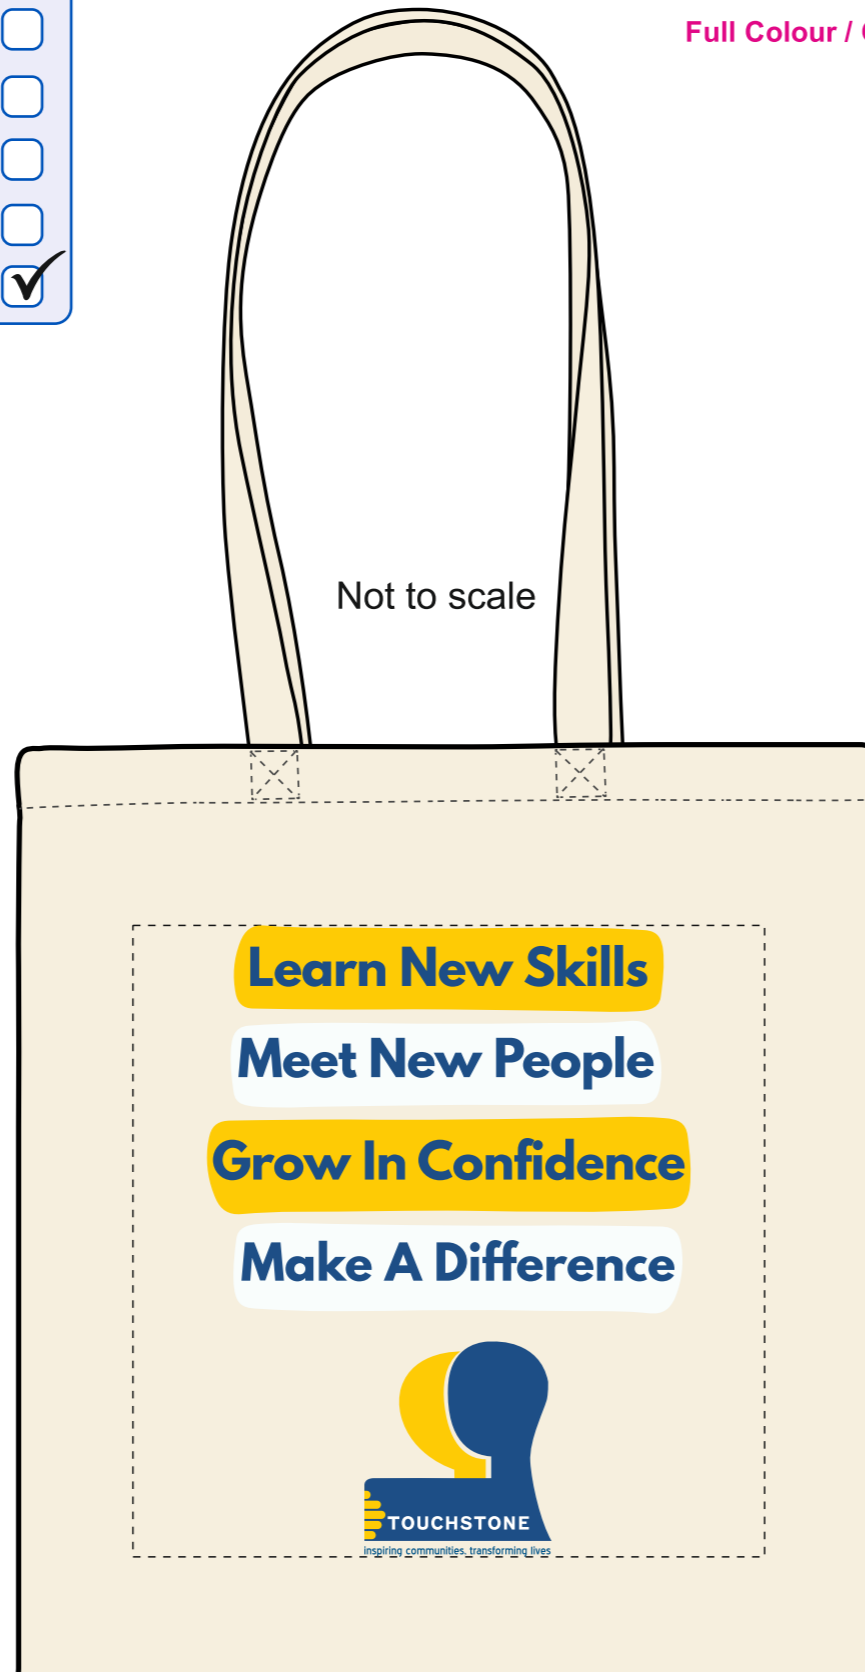 Full Colour /
Not to scale
Learn New Skills
Meet New People
Grow In Confidence
Make A Difference
TOUCHSTONE
inspiring communities. transforming lives